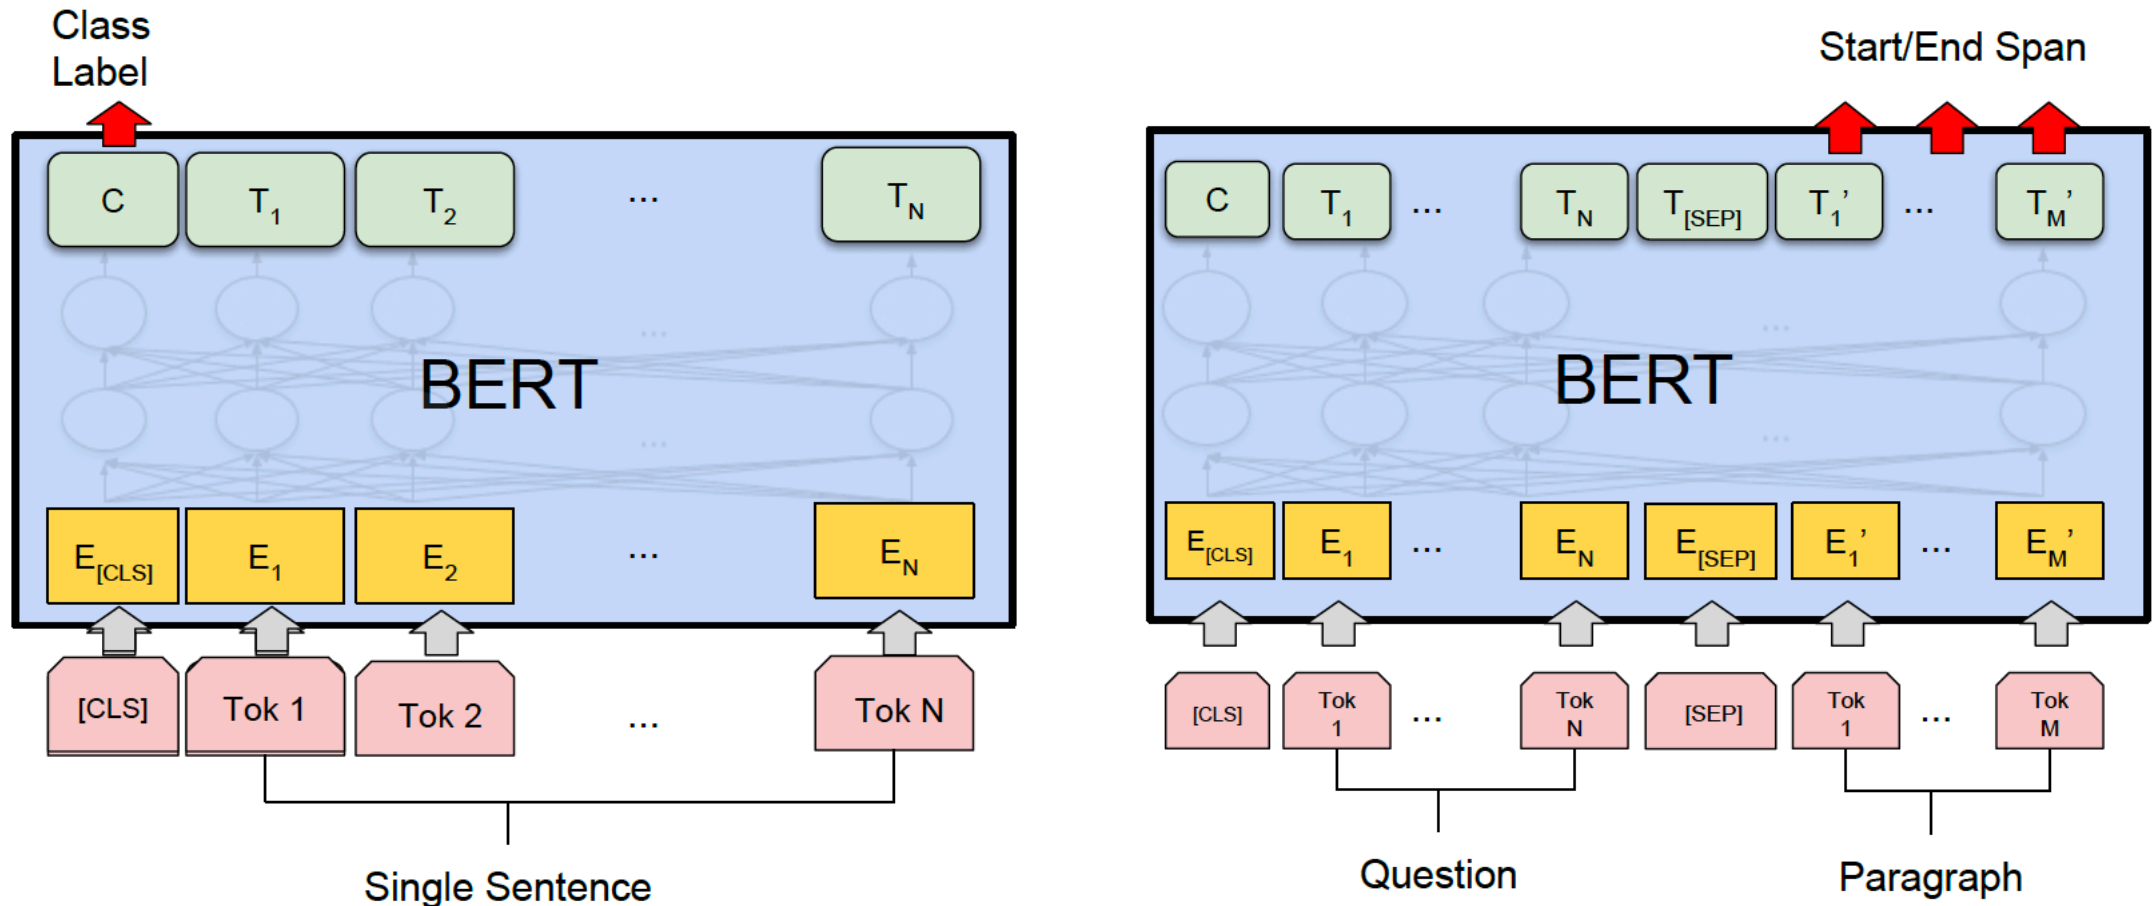 Class
Label
C T1 T2 ... TN
...
BERT
...
E[CLS] E1 E2 ... EN
[CLS] Tok 1 Tok 2 ... Tok N
Single Sentence
Start/End Span
C T1 ... TN T[SEP] T1’ ... TM’
...
BERT
...
E[CLS] E1 ... EN E[SEP] E1’ ... EM’
[CLS] Tok 1 ... Tok N [SEP] Tok 1 ... Tok M
Question Paragraph